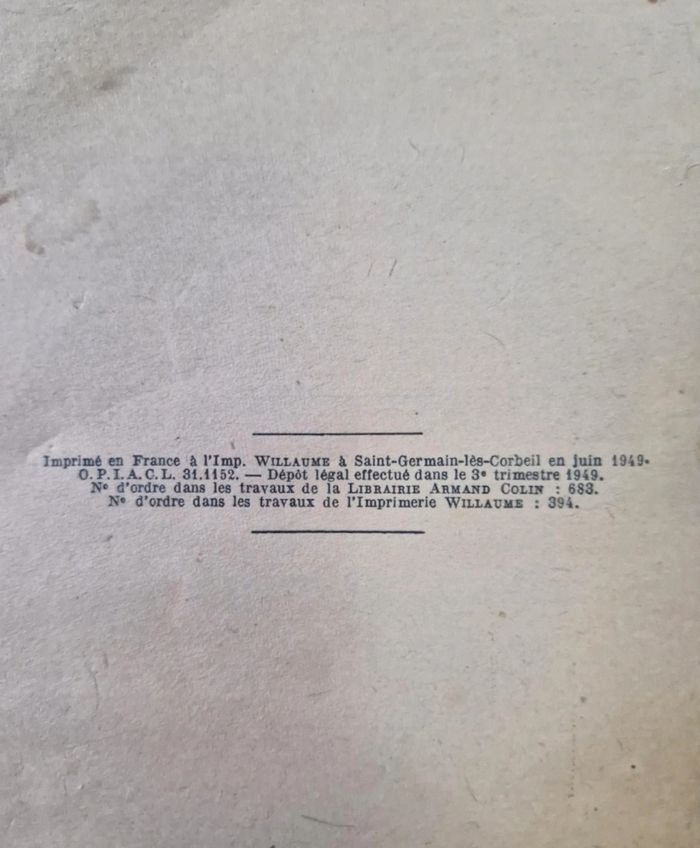 Imprimé en France à l'Imp. WILLAUME à Saint-Germain-lès-Corbeil en juin 1949.
O.P.I.A.C.L. 31.1152. — Dépôt légal effectué dans le 3e trimestre 1949.
No d'ordre dans les travaux de la LIBRAIRIE ARMAND COLIN : 683.
No d'ordre dans les travaux de l'Imprimerie WILLAUME : 394.